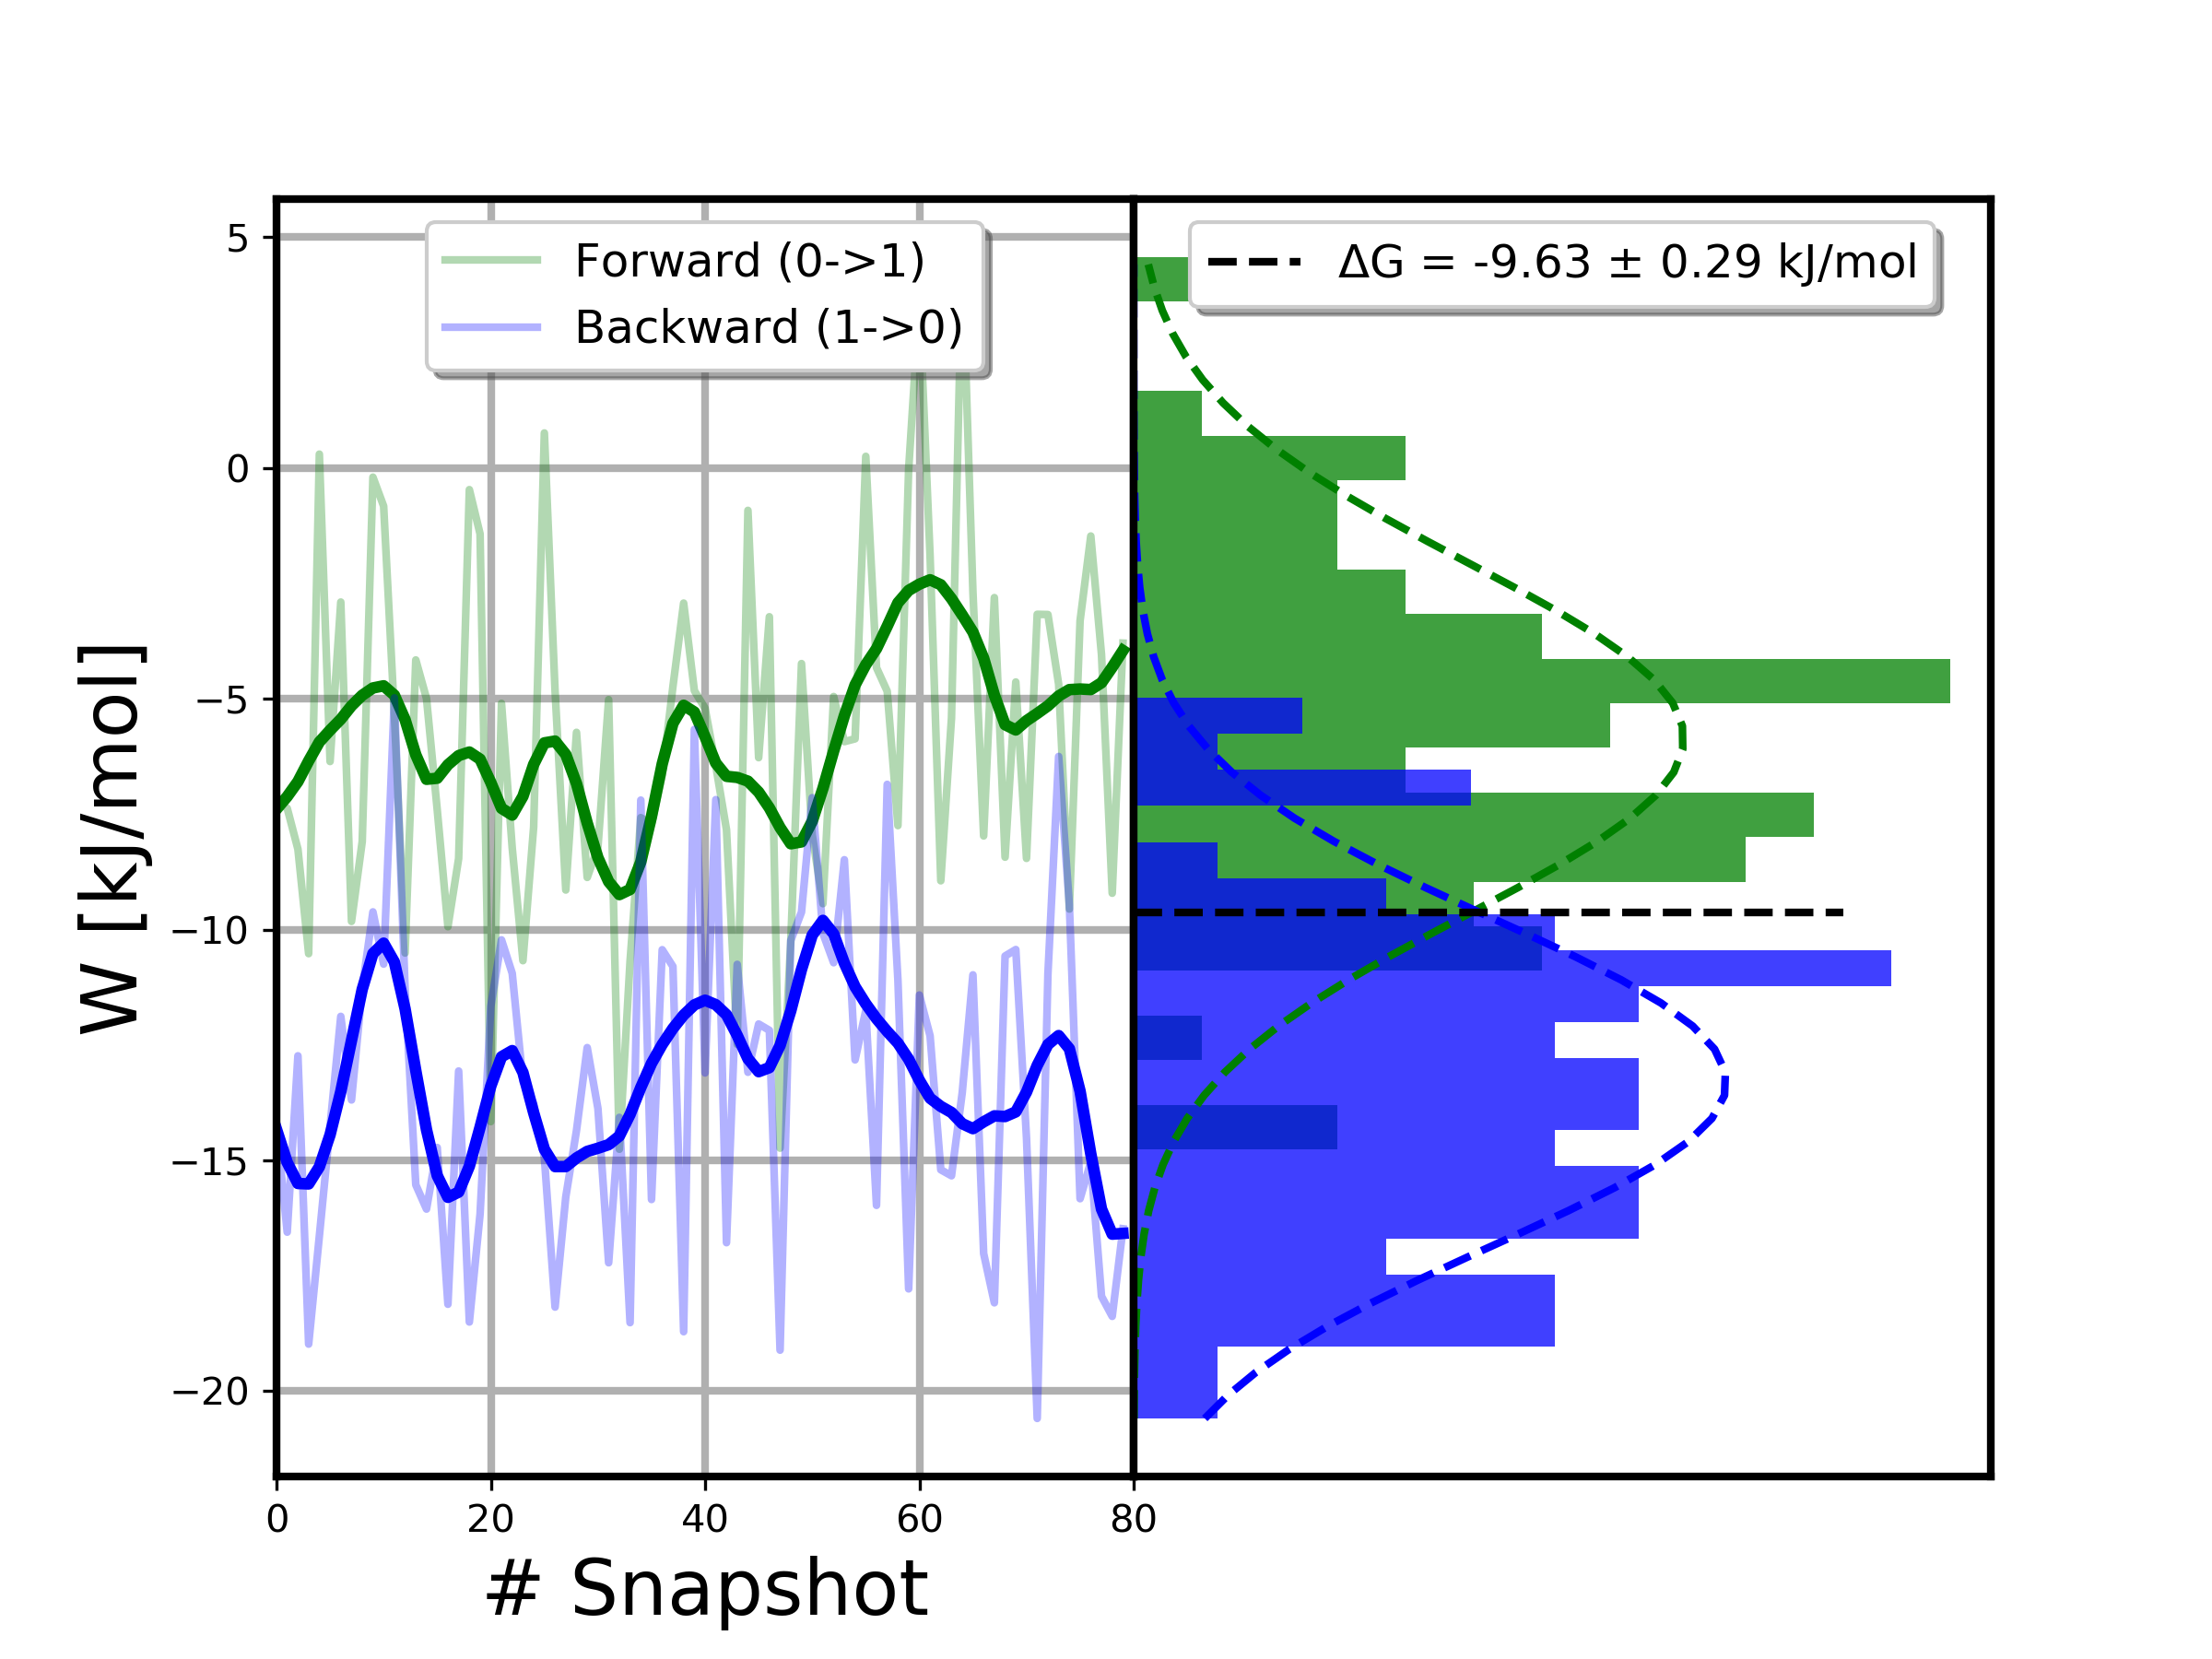 Forward (0->1)
Backward (1->0)
ΔG = -9.63 ± 0.29 kJ/mol
W [kJ/mol]
5
0
−5
−10
−15
−20
0 20 40 60 80
# Snapshot